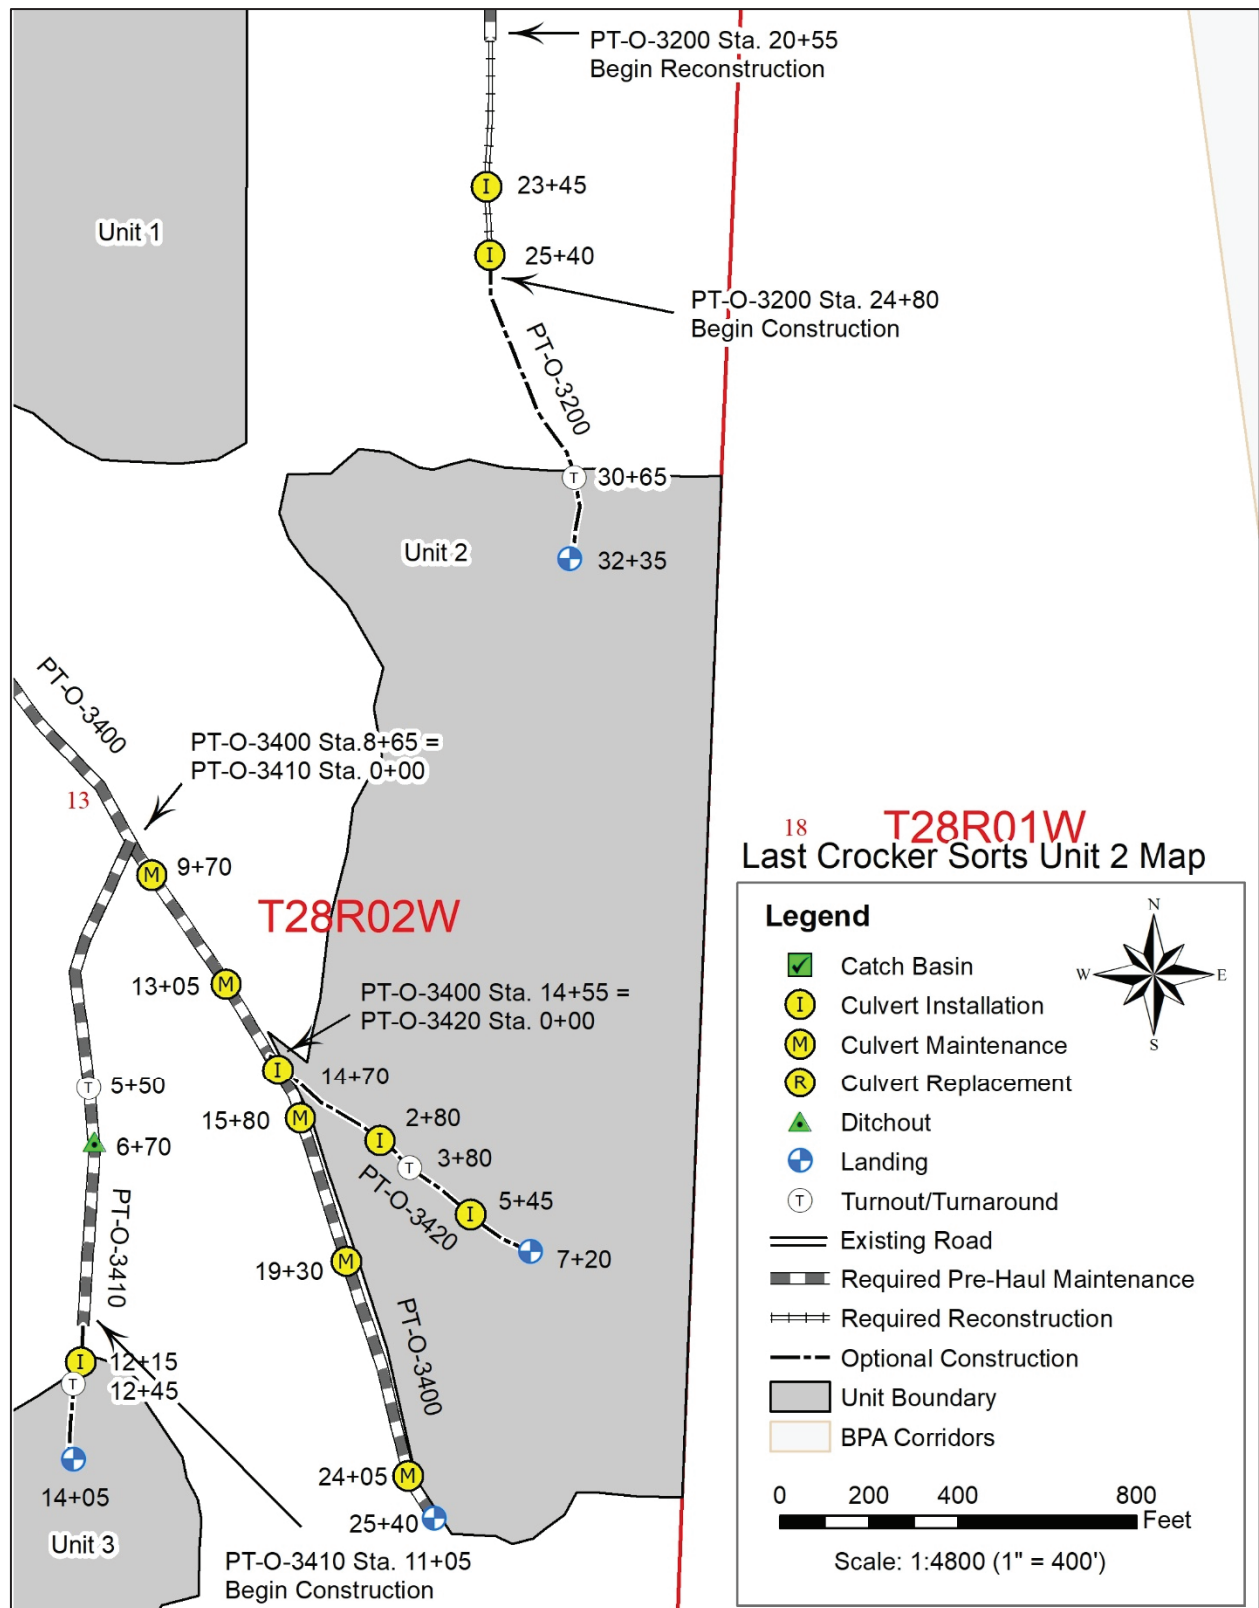 PT-O-3200 Sta. 20+55
Begin Reconstruction
I
23+45
Unit 1
I
25+40
PT-O-3200 Sta. 24+80
Begin Construction
PT-O-3200
T
30+65
Unit 2
32+35
PT-O-3400
PT-O-3400 Sta.8+65 =
PT-O-3410 Sta. 0+00
13
M
9+70
18
T28R01W
Last Crocker Sorts Unit 2 Map
T28R02W
13+05
M
PT-O-3400 Sta. 14+55 =
PT-O-3420 Sta. 0+00
I
14+70
T
5+50
15+80
M
2+80
I
6+70
3+80
T
PT-O-3420
5+45
I
PT-O-3410
19+30
M
7+20
PT-O-3400
I
12+15
T
12+45
24+05
M
14+05
25+40
Unit 3
PT-O-3410 Sta. 11+05
Begin Construction
Legend
N
W
E
S
Catch Basin
I
Culvert Installation
M
Culvert Maintenance
R
Culvert Replacement
Ditchout
Landing
T
Turnout/Turnaround
Existing Road
Required Pre-Haul Maintenance
Required Reconstruction
Optional Construction
Unit Boundary
BPA Corridors
0 200 400 800
Feet
Scale: 1:4800 (1" = 400')